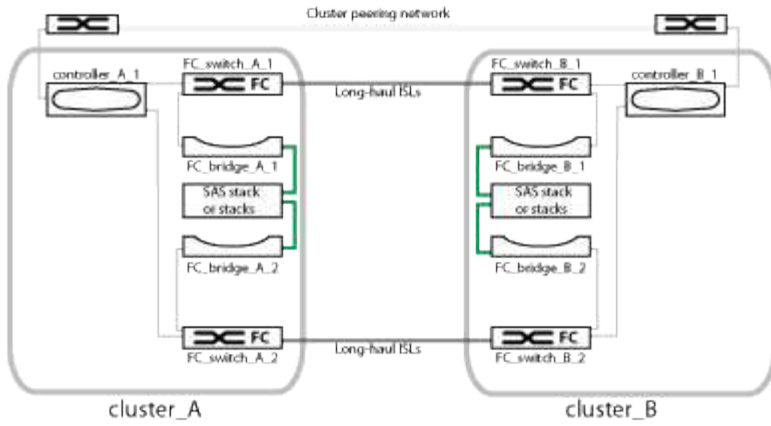 Cluster peering network
FC_switch_A_1
FC_switch_B_1
controller_A_1
controller_B_1
FC
FC
Long-haul ISLs
FC_bridge_A_1
FC_bridge_B_1
SAS stack
or stacks
SAS stack
or stacks
FC_bridge_A_2
FC_bridge_B_2
FC
FC
Long-haul ISLs
FC_switch_A_2
FC_switch_B_2
cluster_A
cluster_B